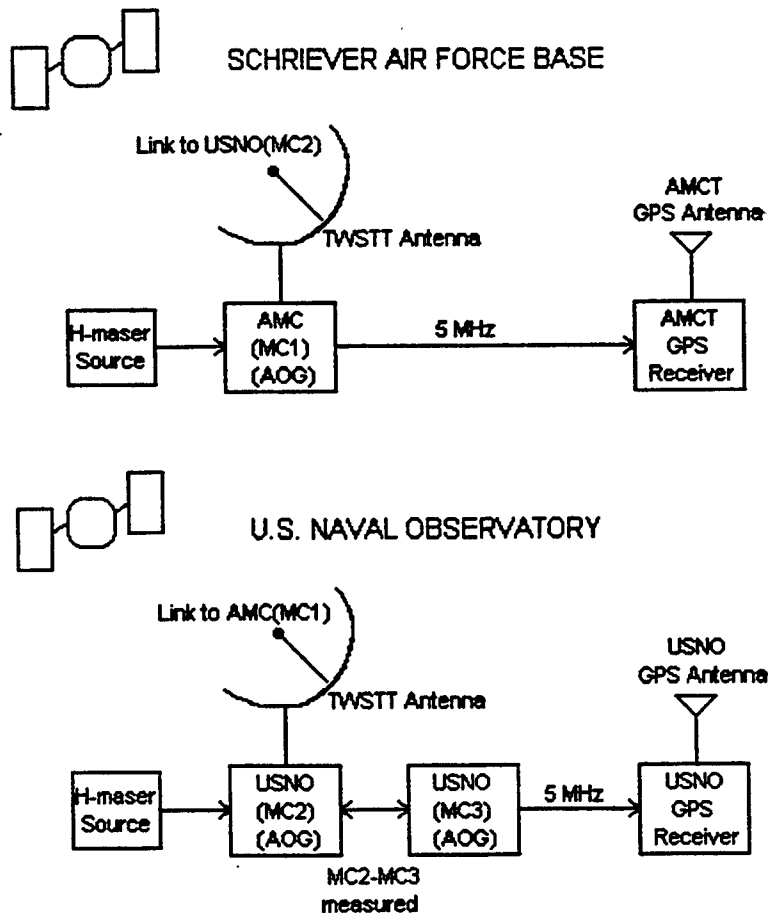 SCHRIEVER AIR FORCE BASE
Link to USNO(MC2)
TWSTT Antenna
AMCT
GPS Antenna
H-maser
Source
AMC
(MC1)
(AOG)
5 MHz
AMCT
GPS
Receiver
U.S. NAVAL OBSERVATORY
Link to AMC(MC1)
TWSTT Antenna
USNO
GPS Antenna
H-maser
Source
USNO
(MC2)
(AOG)
USNO
(MC3)
(AOG)
5 MHz
USNO
GPS
Receiver
MC2-MC3
measured